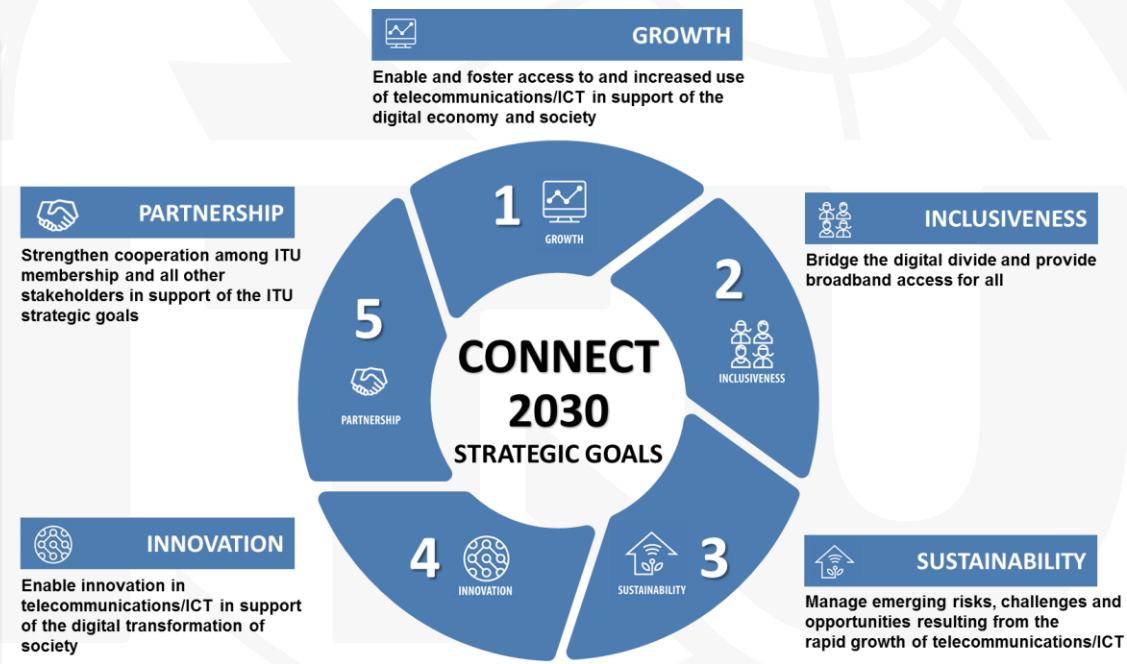 GROWTH
Enable and foster access to and increased use
of telecommunications/ICT in support of the
digital economy and society
PARTNERSHIP
Strengthen cooperation among ITU
membership and all other
stakeholders in support of the ITU
strategic goals
INCLUSIVENESS
Bridge the digital divide and provide
broadband access for all
1
GROWTH
2
INCLUSIVENESS
5
PARTNERSHIP
CONNECT
2030
STRATEGIC GOALS
4
INNOVATION
3
SUSTAINABILITY
INNOVATION
Enable innovation in
telecommunications/ICT in support
of the digital transformation of
society
SUSTAINABILITY
Manage emerging risks, challenges and
opportunities resulting from the
rapid growth of telecommunications/ICT